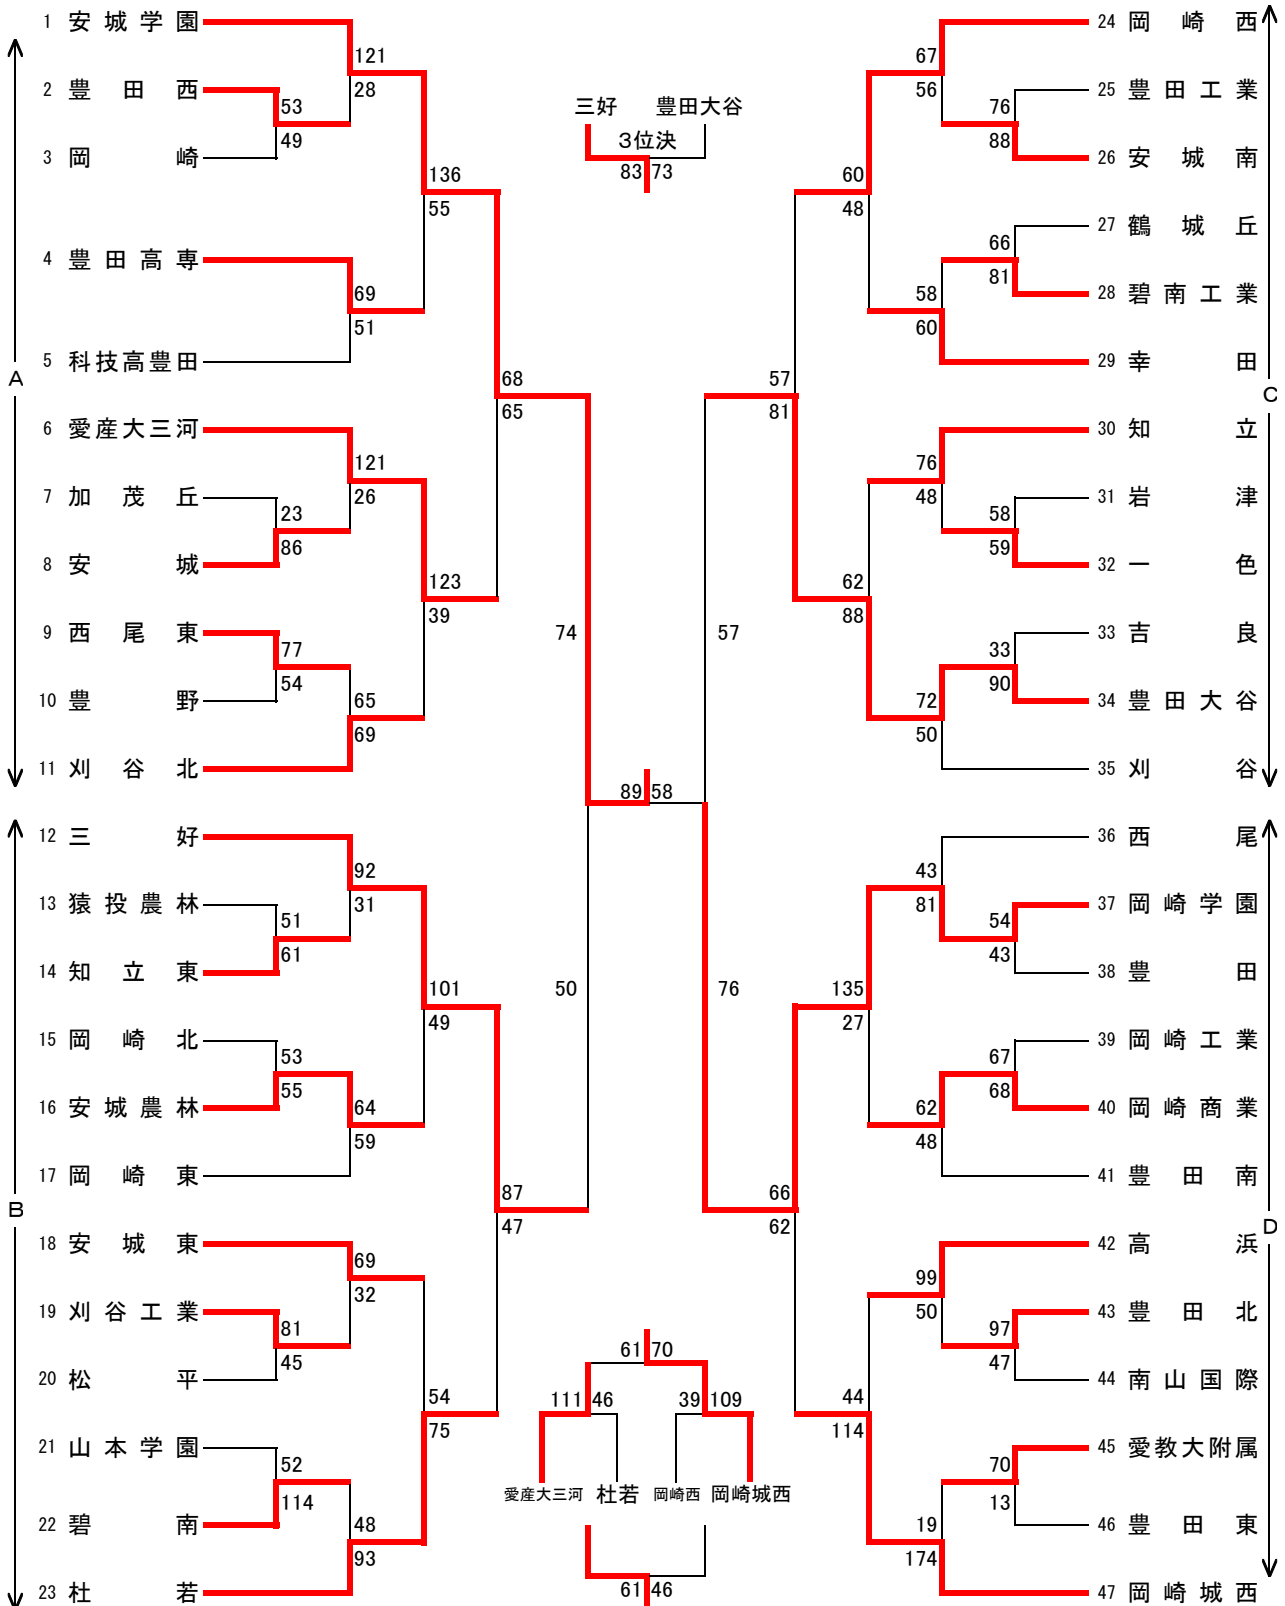 1 安城学園
121
28
2 豊田西
53
49
3 岡崎
136
55
4 豊田高専
69
51
5 科技高豊田
A
68
65
6 愛産大三河
121
26
7 加茂丘
23
86
8 安城
123
39
9 西尾東
77
54
10 豊野
65
69
11 刈谷北
74
12 三好
92
31
13 猿投農林
51
61
14 知立東
101
49
15 岡崎北
53
55
16 安城農林
64
59
17 岡崎東
B
87
47
18 安城東
69
32
19 刈谷工業
81
45
20 松平
54
75
21 山本学園
52
114
22 碧南
48
93
23 杜若
50
三好 豊田大谷
3位決
83 73
89 58
61 70
111 46 39 109
愛産大三河 杜若 岡崎西 岡崎城西
61 46
24 岡崎西
67
56
25 豊田工業
76
88
26 安城南
60
48
27 鶴城丘
66
81
28 碧南工業
58
60
29 幸田
C
57
81
30 知立
76
48
31 岩津
58
59
32 一色
62
88
33 吉良
33
90
34 豊田大谷
72
50
35 刈谷
57
36 西尾
43
81
37 岡崎学園
54
43
38 豊田
135
27
39 岡崎工業
67
68
40 岡崎商業
62
48
41 豊田南
76
D
66
62
42 高浜
99
50
43 豊田北
97
47
44 南山国際
44
114
45 愛教大附属
70
13
46 豊田東
19
174
47 岡崎城西